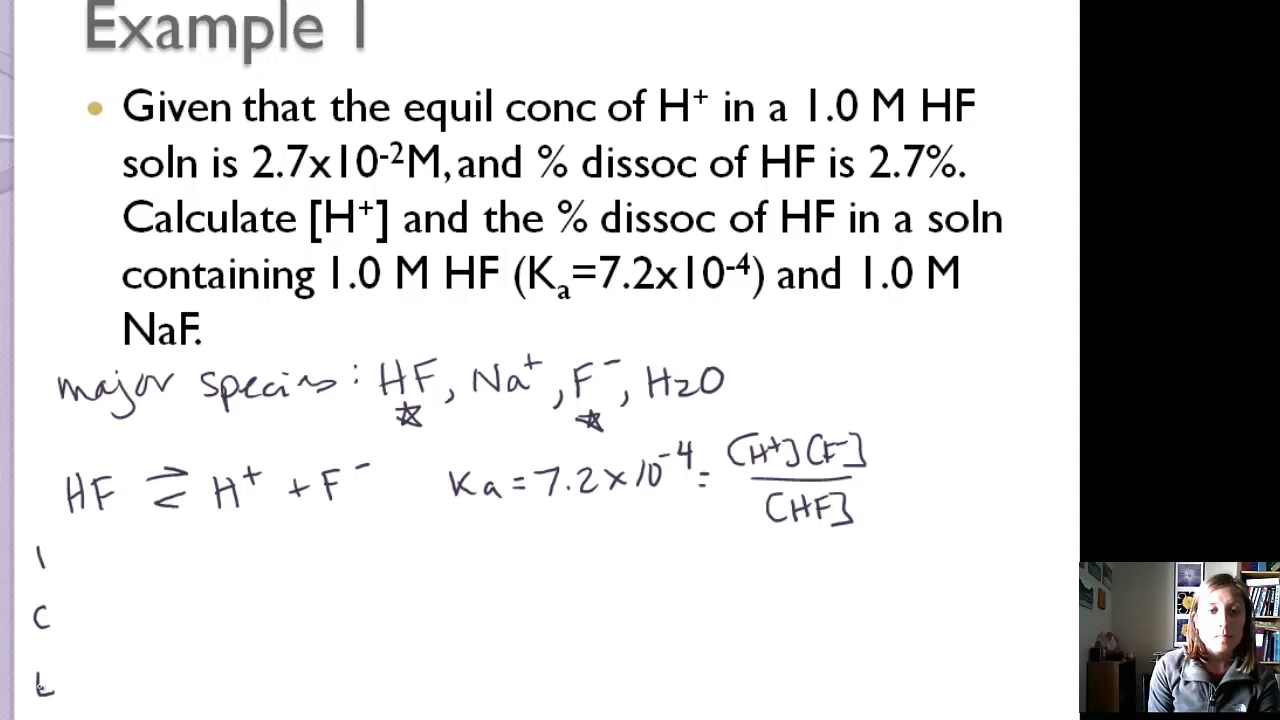 Example 1
• Given that the equil conc of H⁺ in a 1.0 M HF
soln is 2.7x10⁻²M, and % dissoc of HF is 2.7%.
Calculate [H⁺] and the % dissoc of HF in a soln
containing 1.0 M HF (Kₐ=7.2x10⁻⁴) and 1.0 M
NaF.
major species: HF, Na⁺, F⁻, H₂O
HF ⇌ H⁺ + F⁻ Ka = 7.2 x 10⁻⁴ = [H⁺][F⁻] / [HF]
I
C
E